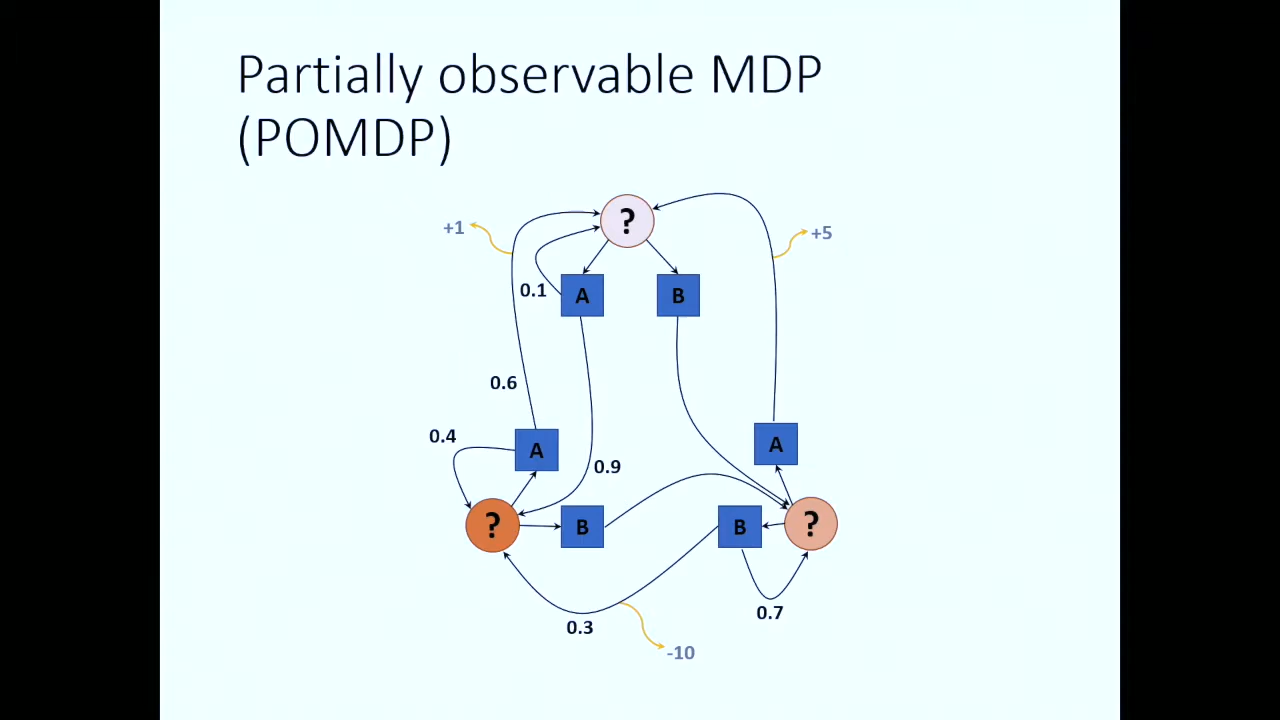 Partially observable MDP
(POMDP)
?
+1
+5
0.1
A
B
0.6
0.4
A
A
0.9
?
B
B
?
0.7
0.3
-10